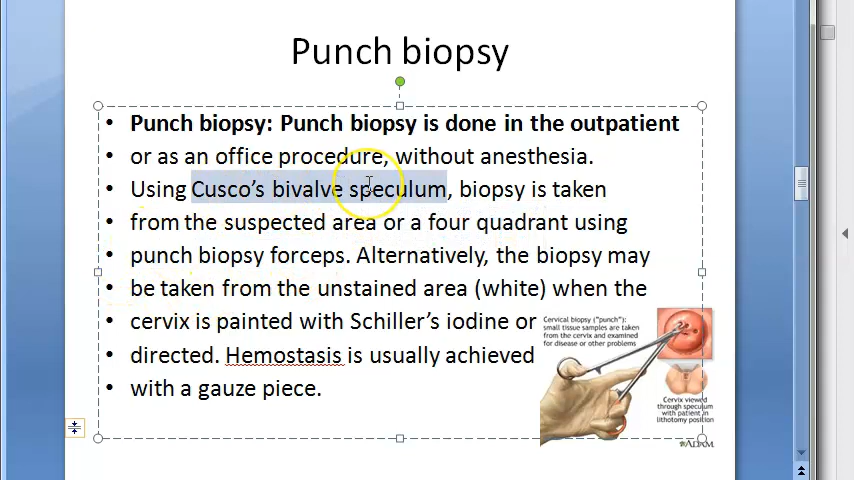 Punch biopsy
• Punch biopsy: Punch biopsy is done in the outpatient
• or as an office procedure, without anesthesia.
• Using Cusco's bivalve speculum, biopsy is taken
• from the suspected area or a four quadrant using
• punch biopsy forceps. Alternatively, the biopsy may
• be taken from the unstained area (white) when the
• cervix is painted with Schiller's iodine or
• directed. Hemostasis is usually achieved
• with a gauze piece.
Cervical biopsy ("punch"):
small tissue samples are taken
from the cervix and examined
for disease or other problems
Cervix viewed
through speculum
with patient in
lithotomy position
ADAM